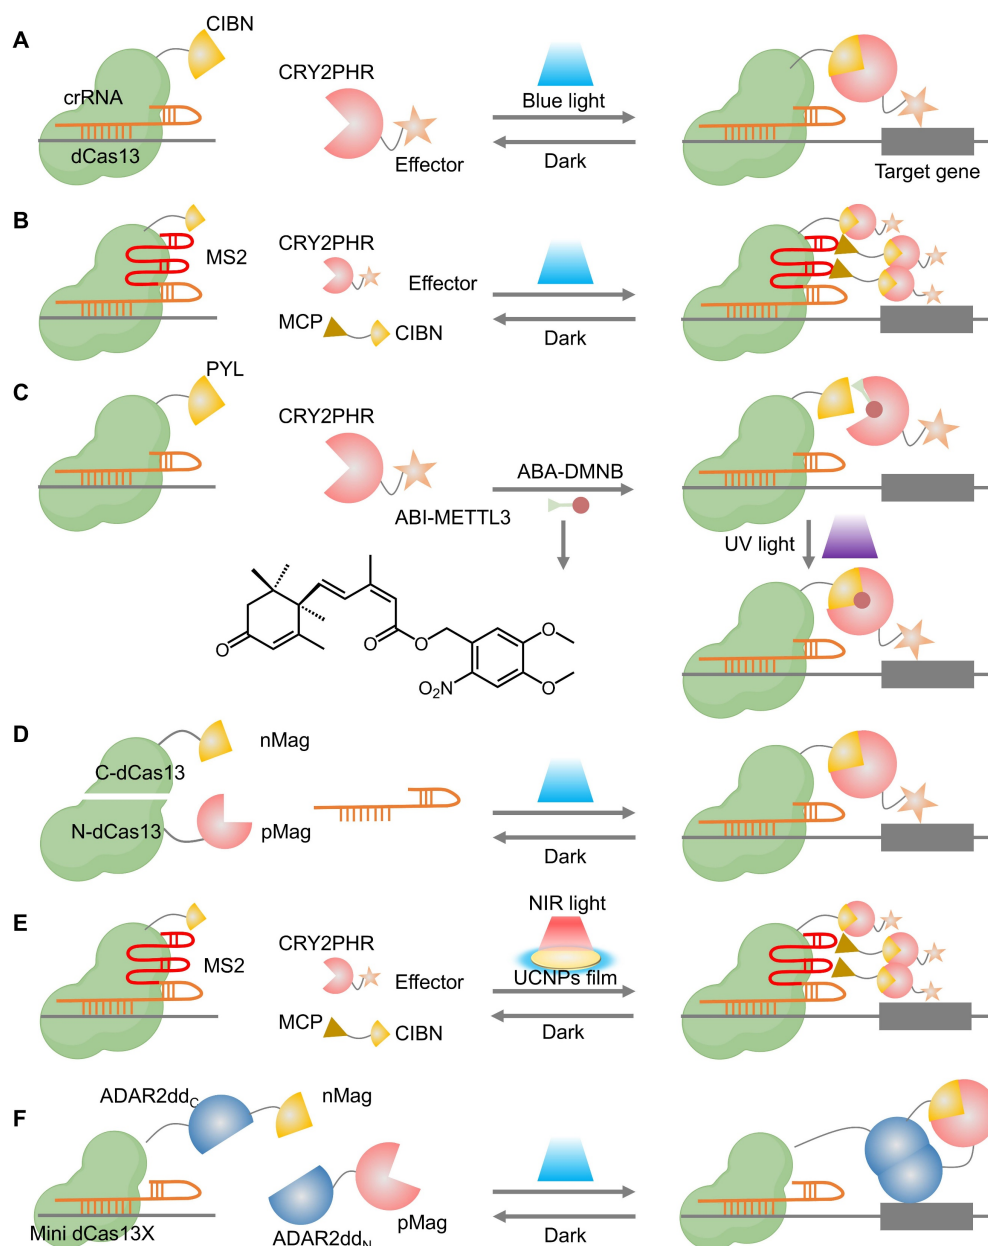 A
CIBN
crRNA
dCas13
CRY2PHR
Effector
Blue light
Dark
Target gene
B
MS2
CRY2PHR
Effector
MCP
CIBN
Dark
C
PYL
CRY2PHR
ABI-METTL3
ABA-DMNB
UV light
O
O
O
O
O
O₂N
D
C-dCas13
N-dCas13
nMag
pMag
Dark
E
MS2
CRY2PHR
Effector
MCP
CIBN
NIR light
UCNPs film
Dark
F
ADAR2ddC
nMag
Mini dCas13X
pMag
ADAR2ddN
Dark